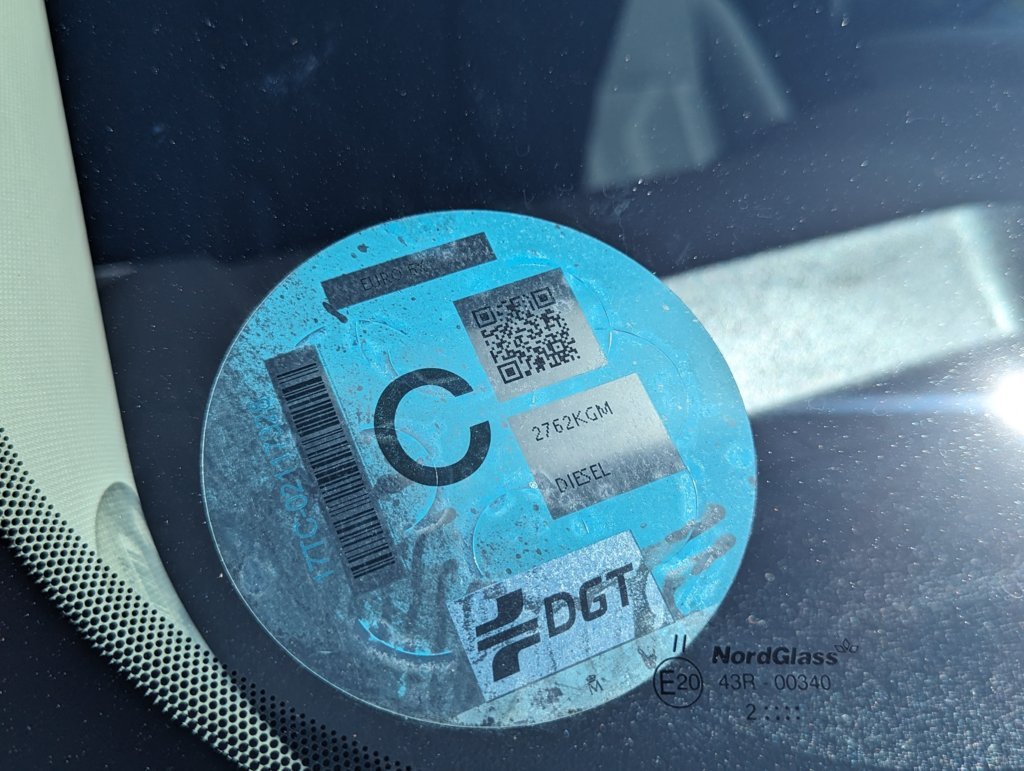 C
2762KGM
DIESEL
DGT
M
NordGlass
E20
43R - 00340
2 ::::